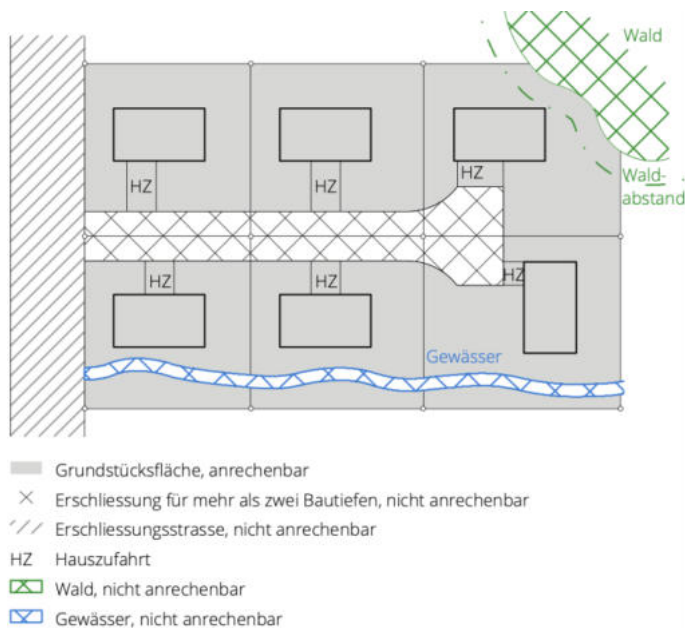 Wald
Wald-
abstand
HZ
HZ
HZ
HZ
HZ
HZ
Gewässer
Grundstücksfläche, anrechenbar
Erschliessung für mehr als zwei Bautiefen, nicht anrechenbar
Erschliessungsstrasse, nicht anrechenbar
HZ Hauszufahrt
Wald, nicht anrechenbar
Gewässer, nicht anrechenbar